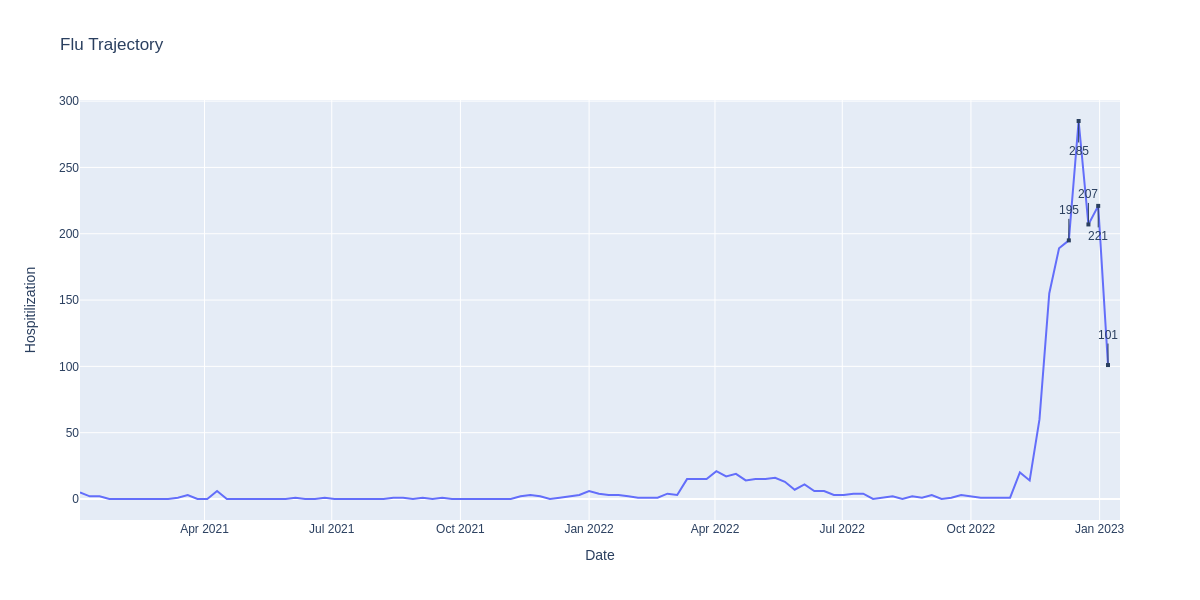 Flu Trajectory
300
250
200
150
100
50
0
285
207
195
221
101
Hospitilization
Apr 2021
Jul 2021
Oct 2021
Jan 2022
Apr 2022
Jul 2022
Oct 2022
Jan 2023
Date